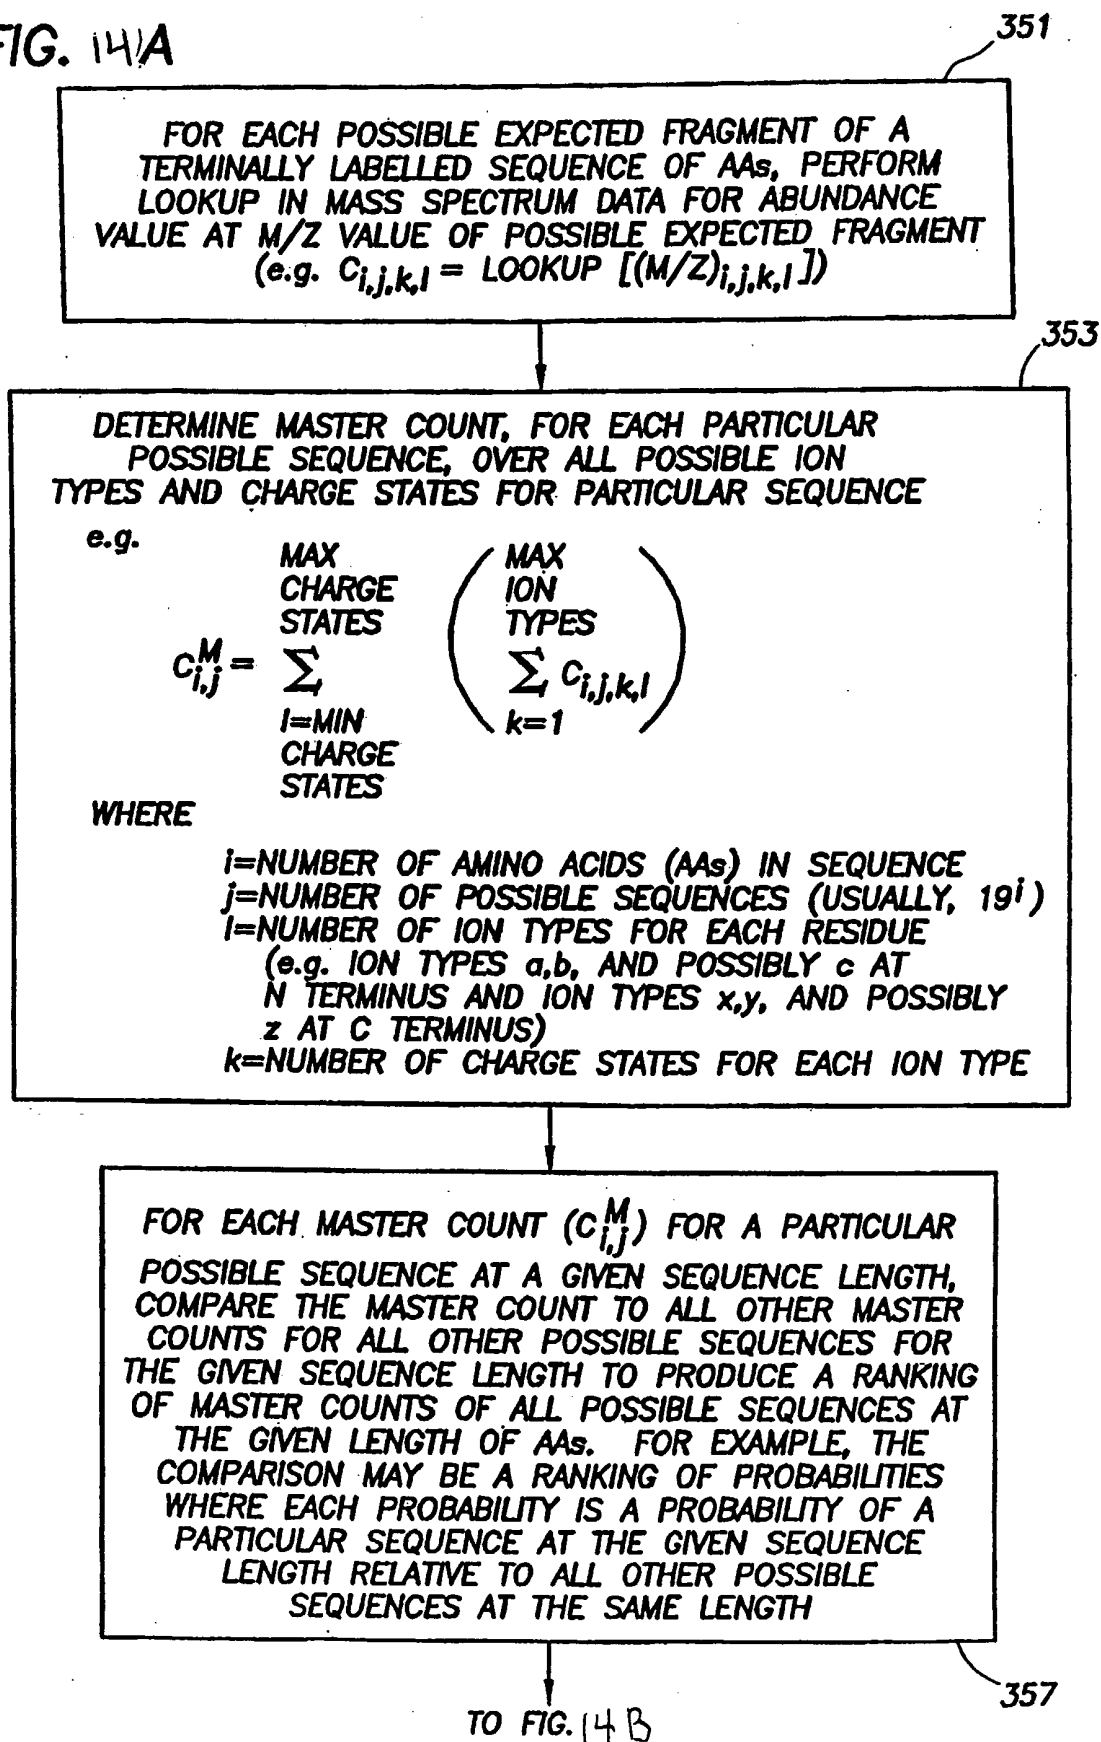 FIG. 14A
351
FOR EACH POSSIBLE EXPECTED FRAGMENT OF A
TERMINALLY LABELLED SEQUENCE OF AAs, PERFORM
LOOKUP IN MASS SPECTRUM DATA FOR ABUNDANCE
VALUE AT M/Z VALUE OF POSSIBLE EXPECTED FRAGMENT
(e.g. C_{i,j,k,l} = LOOKUP [(M/Z)_{i,j,k,l}])
353
DETERMINE MASTER COUNT, FOR EACH PARTICULAR
POSSIBLE SEQUENCE, OVER ALL POSSIBLE ION
TYPES AND CHARGE STATES FOR PARTICULAR SEQUENCE
e.g.
MAX MAX
CHARGE ION
STATES TYPES
C^M_{i,j} = ∑ ( ∑ C_{i,j,k,l} )
l=MIN k=1
CHARGE
STATES
WHERE
i=NUMBER OF AMINO ACIDS (AAs) IN SEQUENCE
j=NUMBER OF POSSIBLE SEQUENCES (USUALLY, 19^i)
l=NUMBER OF ION TYPES FOR EACH RESIDUE
(e.g. ION TYPES a,b, AND POSSIBLY c AT
N TERMINUS AND ION TYPES x,y, AND POSSIBLY
z AT C TERMINUS)
k=NUMBER OF CHARGE STATES FOR EACH ION TYPE
FOR EACH MASTER COUNT (C^M_{i,j}) FOR A PARTICULAR
POSSIBLE SEQUENCE AT A GIVEN SEQUENCE LENGTH,
COMPARE THE MASTER COUNT TO ALL OTHER MASTER
COUNTS FOR ALL OTHER POSSIBLE SEQUENCES FOR
THE GIVEN SEQUENCE LENGTH TO PRODUCE A RANKING
OF MASTER COUNTS OF ALL POSSIBLE SEQUENCES AT
THE GIVEN LENGTH OF AAs. FOR EXAMPLE, THE
COMPARISON MAY BE A RANKING OF PROBABILITIES
WHERE EACH PROBABILITY IS A PROBABILITY OF A
PARTICULAR SEQUENCE AT THE GIVEN SEQUENCE
LENGTH RELATIVE TO ALL OTHER POSSIBLE
SEQUENCES AT THE SAME LENGTH
357
TO FIG. 14B